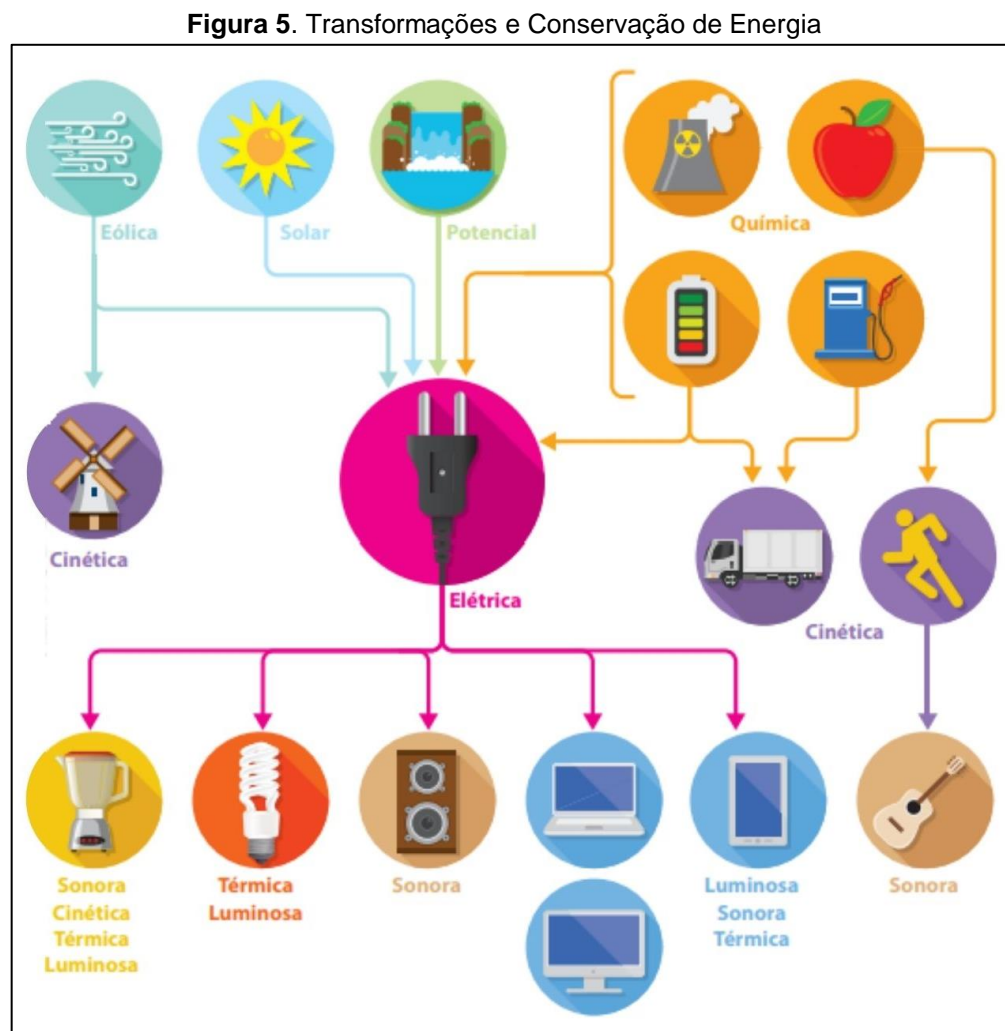 Figura 5. Transformações e Conservação de Energia
Eólica
Solar
Potencial
Química
Cinética
Elétrica
Cinética
Sonora
Cinética
Térmica
Luminosa
Térmica
Luminosa
Sonora
Luminosa
Sonora
Térmica
Sonora